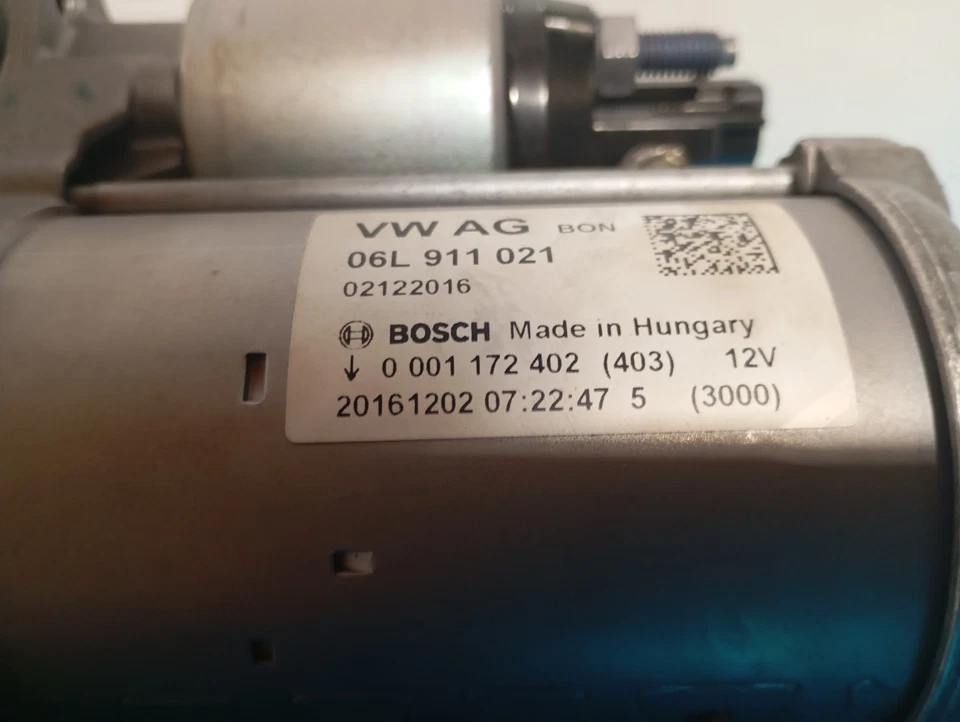 VW AG BON
06L 911 021
02122016
BOSCH Made in Hungary
↓ 0 001 172 402 (403) 12V
20161202 07:22:47 5 (3000)